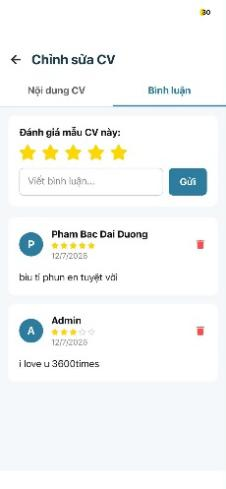 30
Chỉnh sửa CV
Nội dung CV
Bình luận
Đánh giá mẫu CV này:
Viết bình luận...
Gửi
P
Pham Bac Dai Duong
12/7/2025
biu ti phun en tuyệt vời
A
Admin
12/7/2025
i love u 3600times